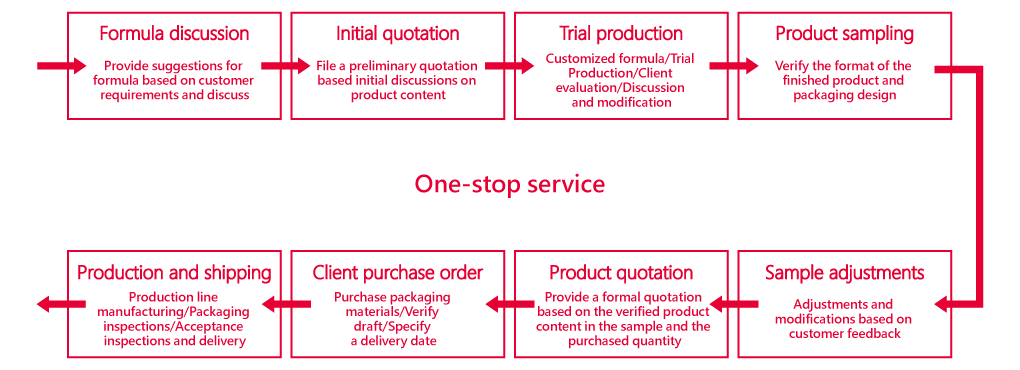 Formula discussion
Provide suggestions for
formula based on customer
requirements and discuss
Initial quotation
File a preliminary quotation
based initial discussions on
product content
Trial production
Customized formula/Trial
Production/Client
evaluation/Discussion
and modification
Product sampling
Verify the format of the
finished product and
packaging design
One-stop service
Sample adjustments
Adjustments and
modifications based on
customer feedback
Product quotation
Provide a formal quotation
based on the verified product
content in the sample and the
purchased quantity
Client purchase order
Purchase packaging
materials/Verify
draft/Specify
a delivery date
Production and shipping
Production line
manufacturing/Packaging
inspections/Acceptance
inspections and delivery